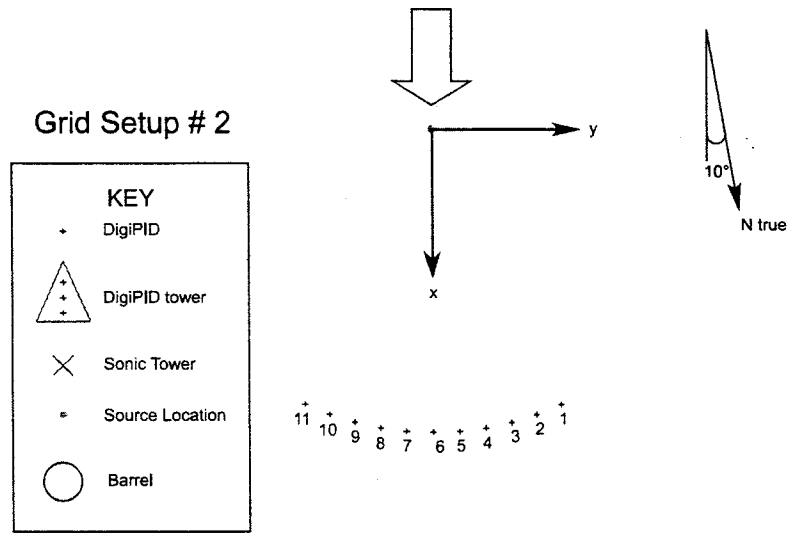 Grid Setup # 2
KEY
DigiPID
DigiPID tower
Sonic Tower
Source Location
Barrel
y
x
10°
N true
11 10 9 8 7 6 5 4 3 2 1